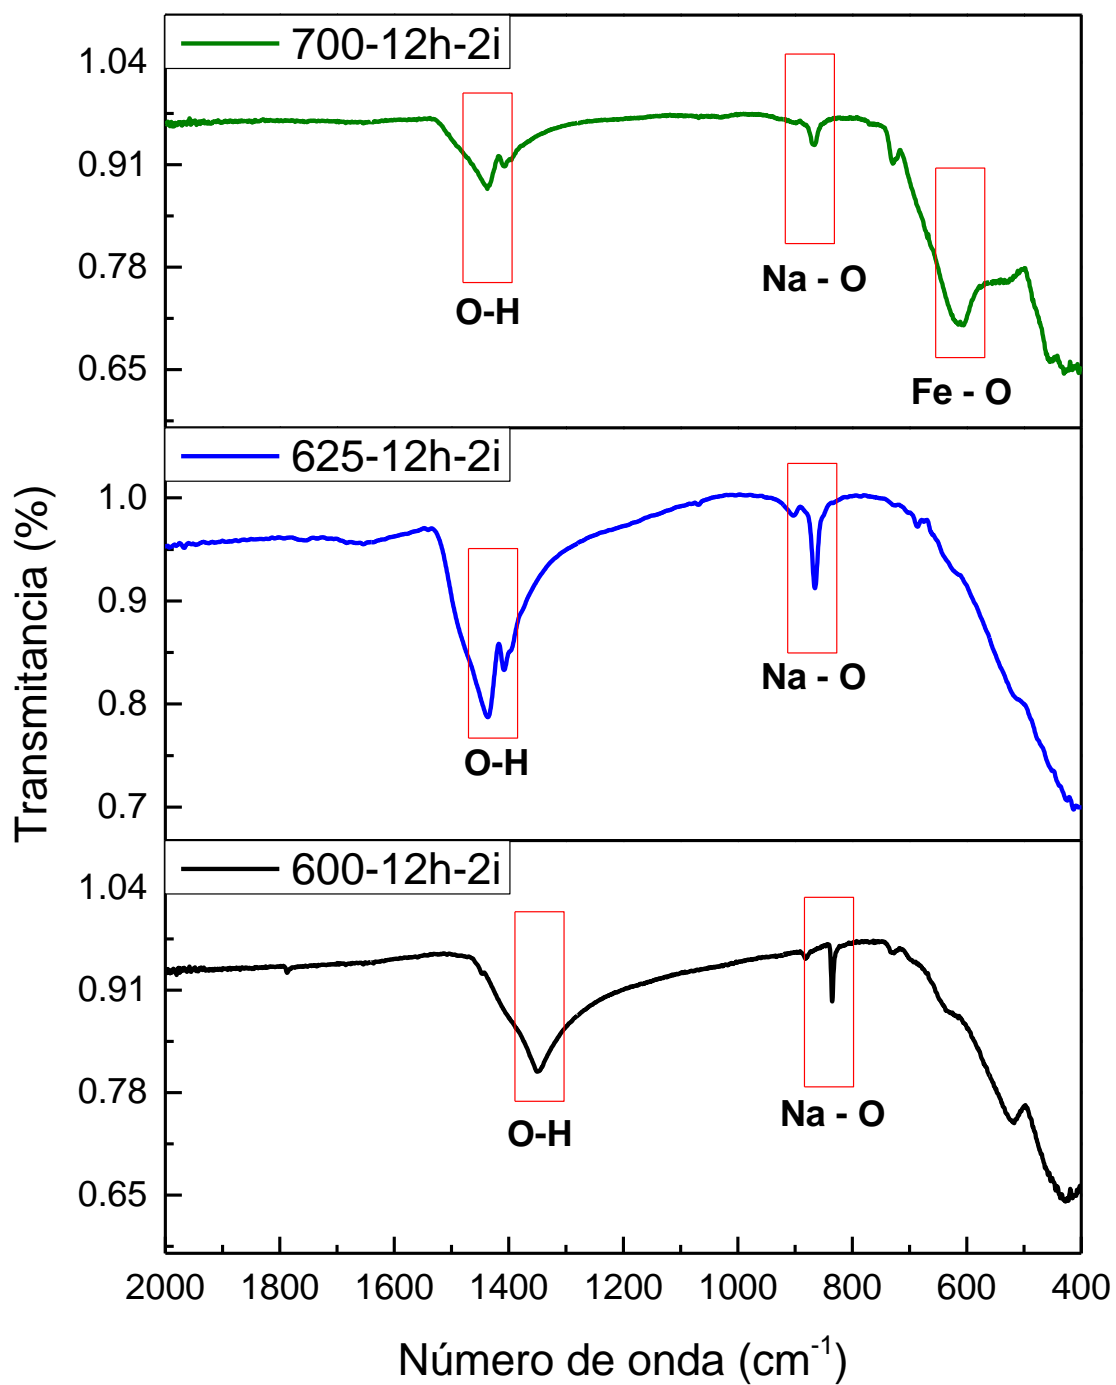 700-12h-2i
1.04
0.91
0.78
0.65
O-H
Na - O
Fe - O
625-12h-2i
1.0
0.9
0.8
0.7
O-H
Na - O
Transmitancia (%)
600-12h-2i
1.04
0.91
0.78
0.65
O-H
Na - O
2000 1800 1600 1400 1200 1000 800 600 400
Número de onda (cm⁻¹)